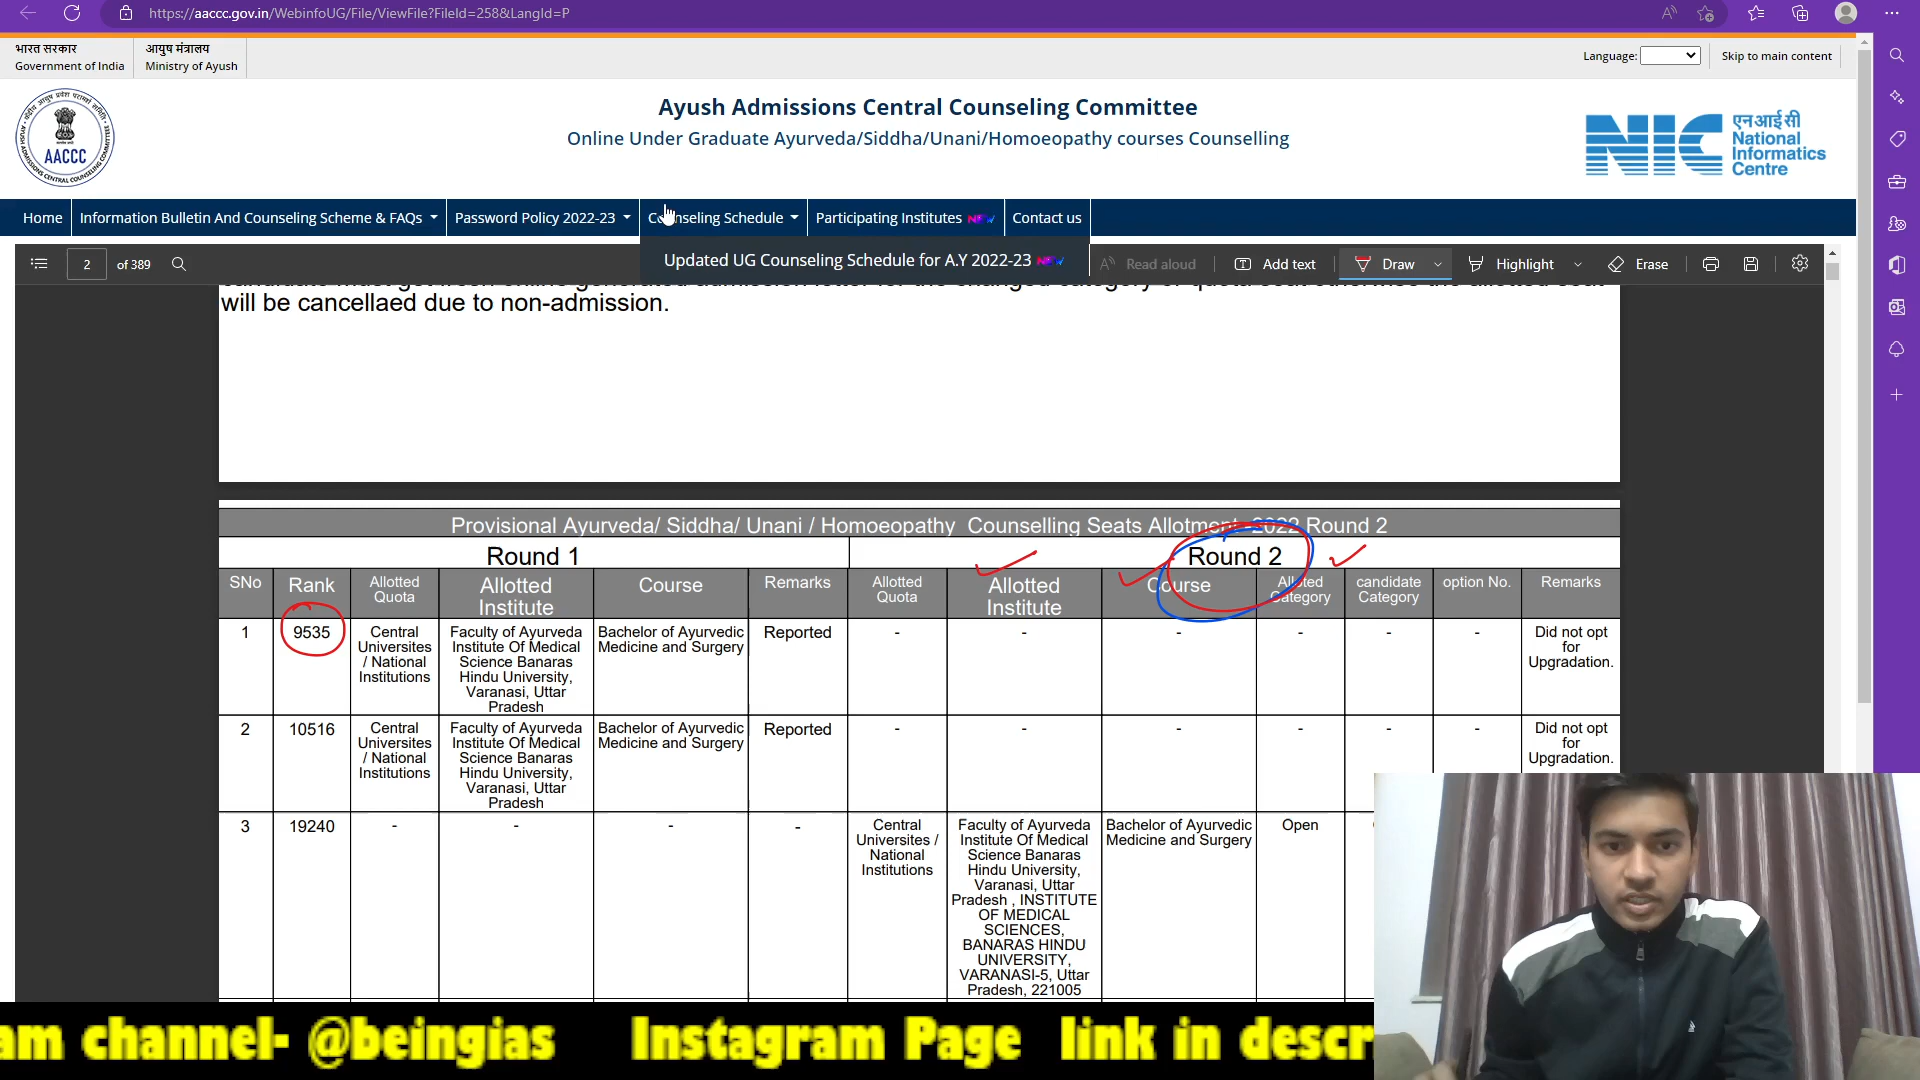 https://aaccc.gov.in/WebinfoUG/File/ViewFile?FileId=258&LangId=P
भारत सरकार
Government of India
आयुष मंत्रालय
Ministry of Ayush
Language:
Skip to main content
AACCC
Ayush Admissions Central Counseling Committee
Online Under Graduate Ayurveda/Siddha/Unani/Homoeopathy courses Counselling
NIC
एनआईसी
National
Informatics
Centre
Home
Information Bulletin And Counseling Scheme & FAQs
Password Policy 2022-23
Counseling Schedule
Participating Institutes NEW
Contact us
Updated UG Counseling Schedule for A.Y 2022-23 NEW
2 of 389
Read aloud
Add text
Draw
Highlight
Erase
will be cancellaed due to non-admission.
Provisional Ayurveda/ Siddha/ Unani / Homoeopathy Counselling Seats Allotment 2022 Round 2
Round 1
Round 2
SNo
Rank
Allotted
Quota
Allotted
Institute
Course
Remarks
Allotted
Quota
Allotted
Institute
Course
Alloted
Category
candidate
Category
option No.
Remarks
1
9535
Central
Universites
/ National
Institutions
Faculty of Ayurveda
Institute Of Medical
Science Banaras
Hindu University,
Varanasi, Uttar
Pradesh
Bachelor of Ayurvedic
Medicine and Surgery
Reported
-
-
-
-
-
-
Did not opt
for
Upgradation.
2
10516
Central
Universites
/ National
Institutions
Faculty of Ayurveda
Institute Of Medical
Science Banaras
Hindu University,
Varanasi, Uttar
Pradesh
Bachelor of Ayurvedic
Medicine and Surgery
Reported
-
-
-
-
-
-
Did not opt
for
Upgradation.
3
19240
-
-
-
-
Central
Universites /
National
Institutions
Faculty of Ayurveda
Institute Of Medical
Science Banaras
Hindu University,
Varanasi, Uttar
Pradesh , INSTITUTE
OF MEDICAL
SCIENCES,
BANARAS HINDU
UNIVERSITY,
VARANASI-5, Uttar
Pradesh, 221005
Bachelor of Ayurvedic
Medicine and Surgery
Open
am channel- @beingias Instagram Page link in descr